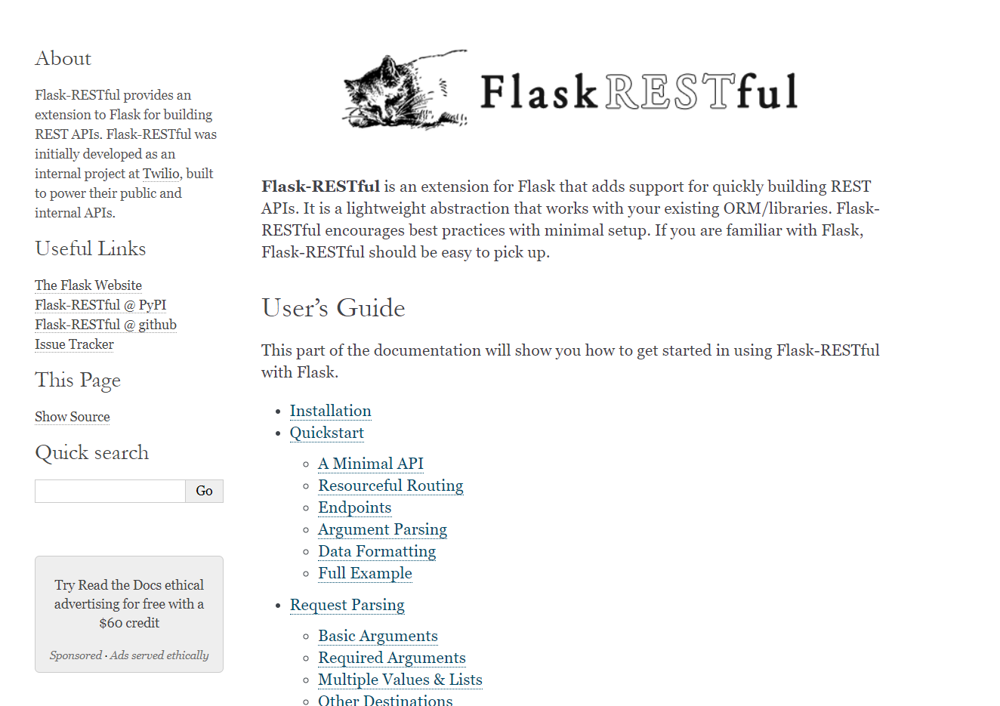 About
Flask-RESTful provides an
extension to Flask for building
REST APIs. Flask-RESTful was
initially developed as an
internal project at Twilio, built
to power their public and
internal APIs.
Useful Links
The Flask Website
Flask-RESTful @ PyPI
Flask-RESTful @ github
Issue Tracker
This Page
Show Source
Quick search
Go
Try Read the Docs ethical
advertising for free with a
$60 credit
Sponsored · Ads served ethically
FlaskRESTful
Flask-RESTful is an extension for Flask that adds support for quickly building REST
APIs. It is a lightweight abstraction that works with your existing ORM/libraries. Flask-
RESTful encourages best practices with minimal setup. If you are familiar with Flask,
Flask-RESTful should be easy to pick up.
User’s Guide
This part of the documentation will show you how to get started in using Flask-RESTful
with Flask.
Installation
Quickstart
A Minimal API
Resourceful Routing
Endpoints
Argument Parsing
Data Formatting
Full Example
Request Parsing
Basic Arguments
Required Arguments
Multiple Values & Lists
Other Destinations